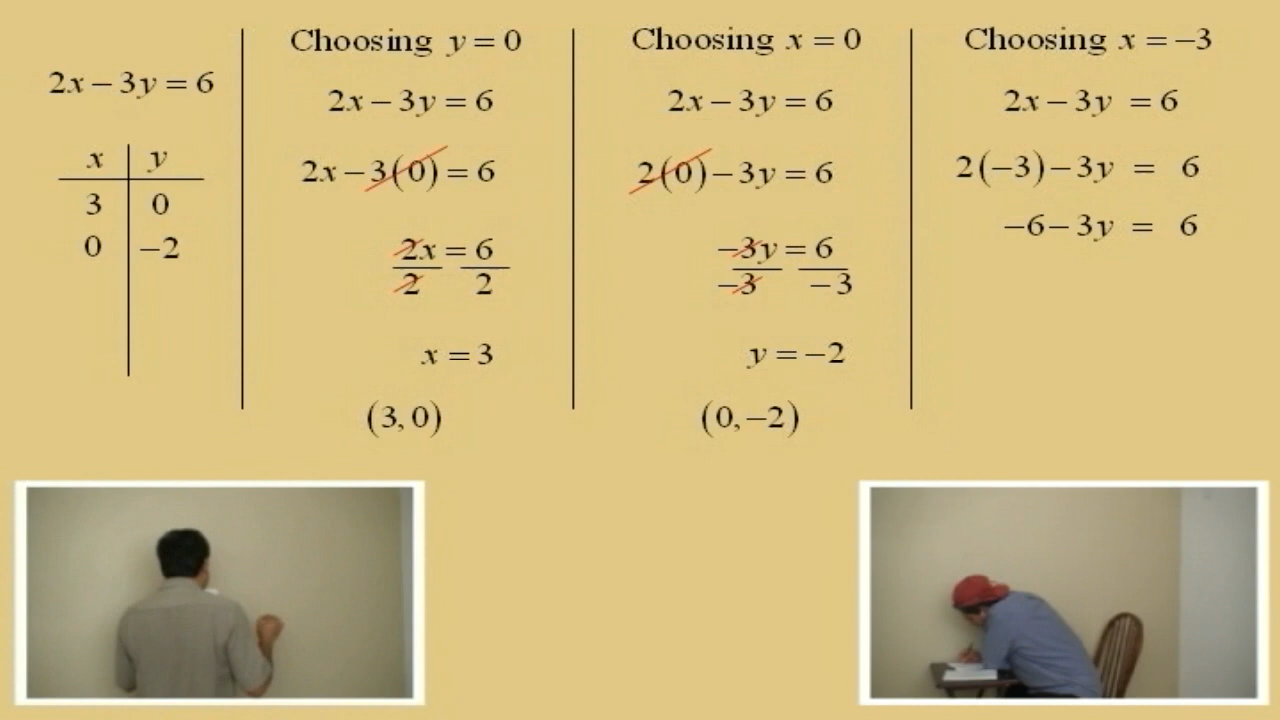 2x − 3y = 6
x y
3 0
0 −2
Choosing y = 0
2x − 3y = 6
2x − 3(0) = 6
2x = 6
2 2
x = 3
(3, 0)
Choosing x = 0
2x − 3y = 6
2(0) − 3y = 6
−3y = 6
−3 −3
y = −2
(0, −2)
Choosing x = −3
2x − 3y = 6
2(−3) − 3y = 6
−6 − 3y = 6